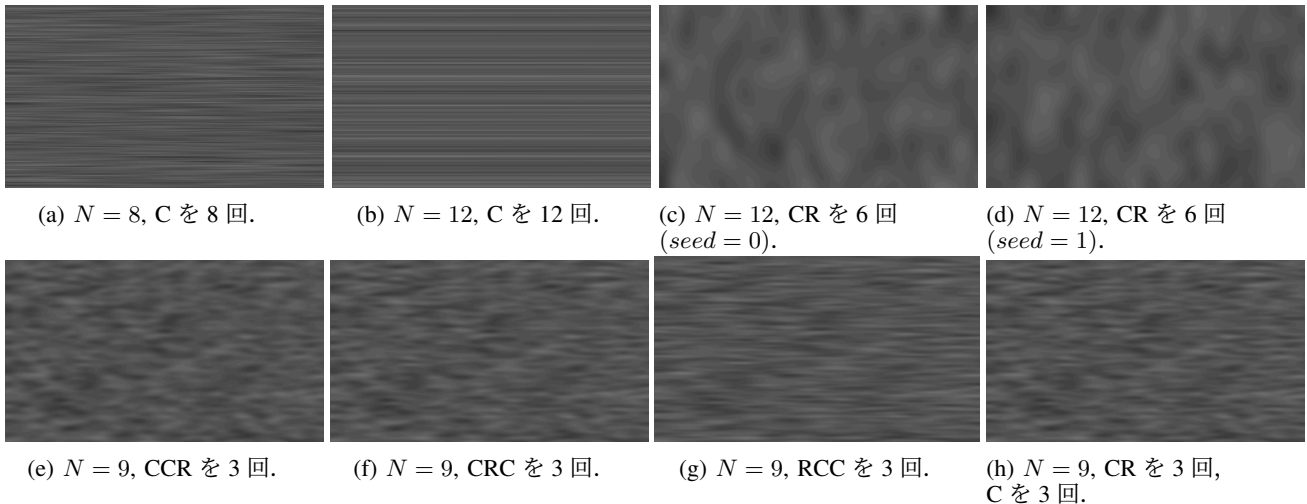 (a) N = 8, C を 8 回.
(b) N = 12, C を 12 回.
(c) N = 12, CR を 6 回
(seed = 0).
(d) N = 12, CR を 6 回
(seed = 1).
(e) N = 9, CCR を 3 回.
(f) N = 9, CRC を 3 回.
(g) N = 9, RCC を 3 回.
(h) N = 9, CR を 3 回,
C を 3 回.